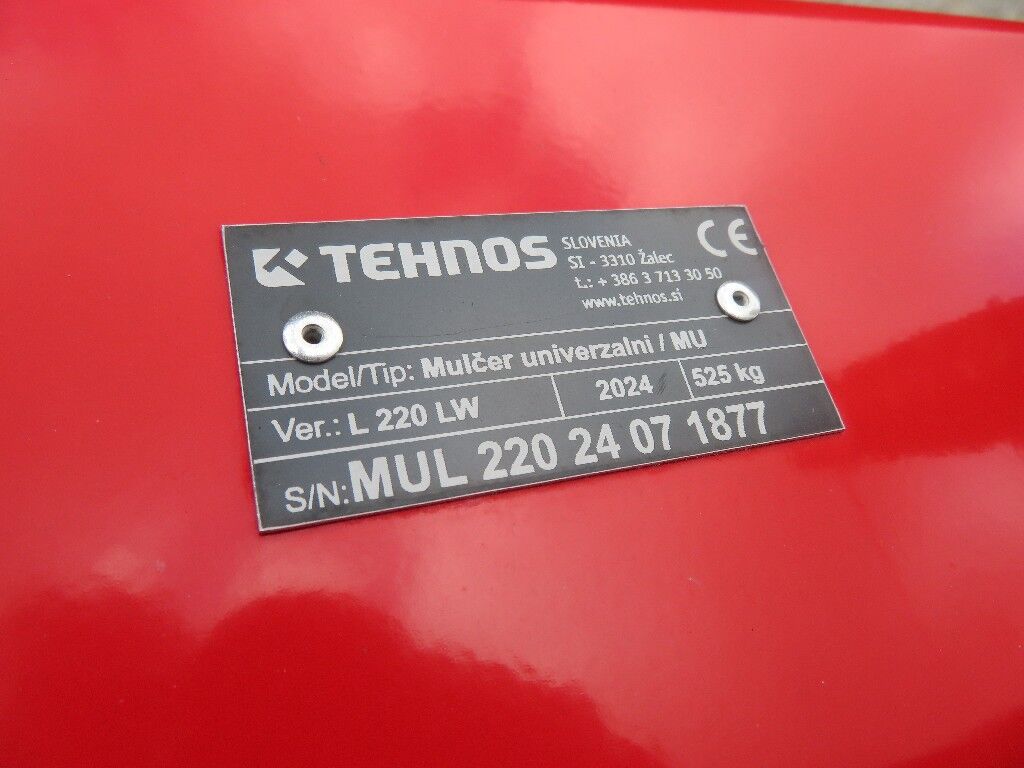 TEHNOS
SLOVENIA
SI - 3310 Žalec
t.: + 386 3 713 30 50
www.tehnos.si
CE
Model/Tip: Mulčer univerzalni / MU
Ver.: L 220 LW 2024 525 kg
S/N: MUL 220 24 07 1877